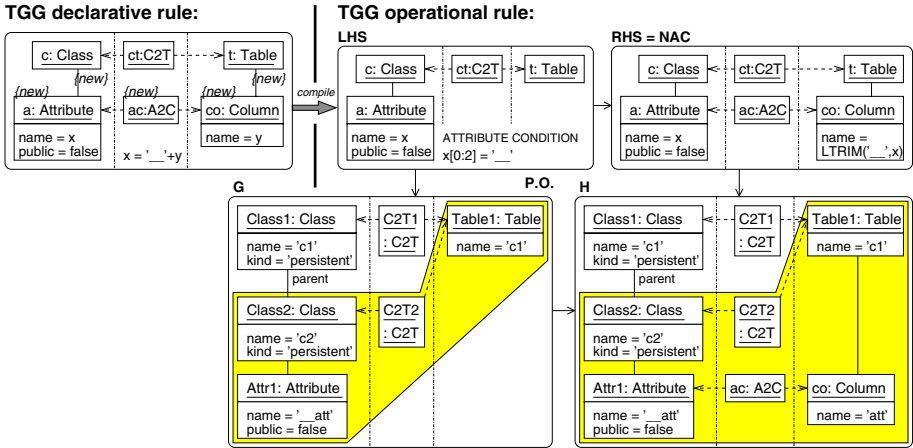 TGG declarative rule:
TGG operational rule:
LHS
RHS = NAC
c: Class
ct:C2T
t: Table
{new}
{new}
{new}
{new}
{new}
a: Attribute
ac:A2C
co: Column
name = x
public = false
name = y
x = '__'+y
compile
c: Class
ct:C2T
t: Table
a: Attribute
name = x
public = false
ATTRIBUTE CONDITION
x[0:2] = '__'
c: Class
ct:C2T
t: Table
a: Attribute
ac:A2C
co: Column
name = x
public = false
name =
LTRIM('__',x)
G
P.O.
H
Class1: Class
name = 'c1'
kind = 'persistent'
C2T1
: C2T
Table1: Table
name = 'c1'
parent
Class2: Class
name = 'c2'
kind = 'persistent'
C2T2
: C2T
Attr1: Attribute
name = '__att'
public = false
Class1: Class
name = 'c1'
kind = 'persistent'
C2T1
: C2T
Table1: Table
name = 'c1'
parent
Class2: Class
name = 'c2'
kind = 'persistent'
C2T2
: C2T
Attr1: Attribute
ac: A2C
co: Column
name = '__att'
public = false
name = 'att'